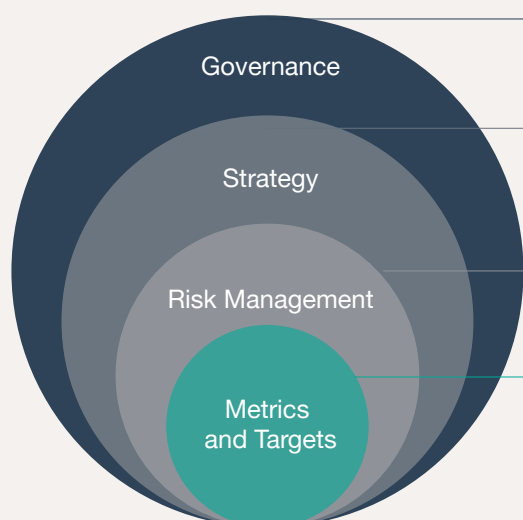 Governance
Strategy
Risk Management
Metrics
and Targets